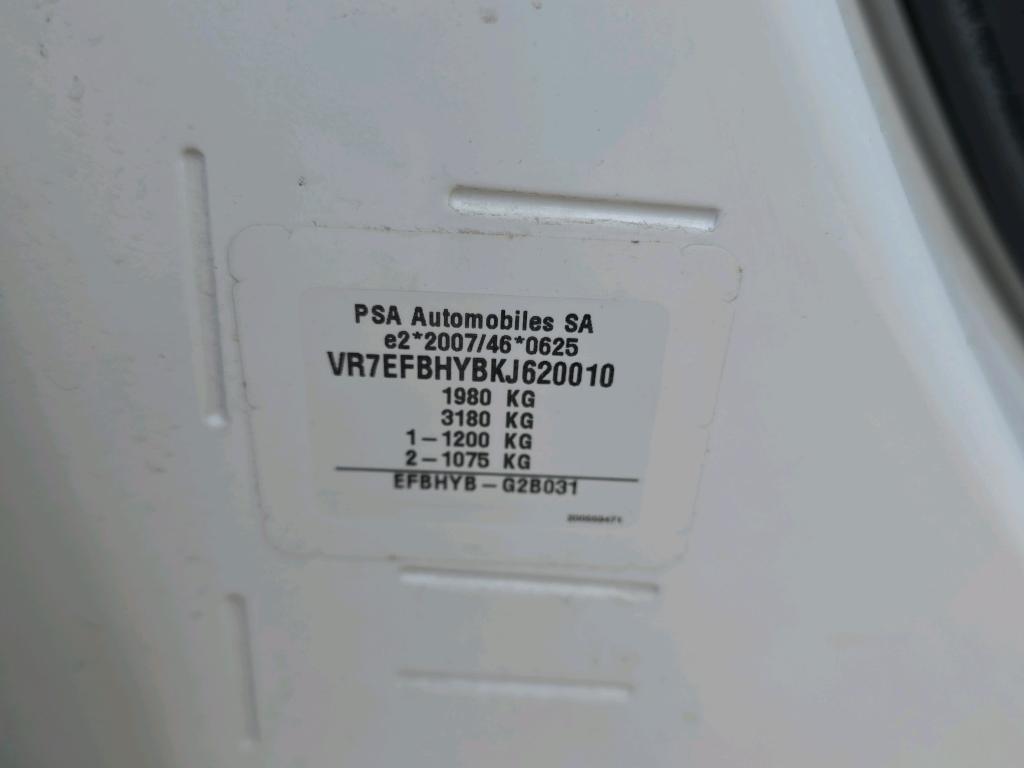 PSA Automobiles SA
e2*2007/46*0625
VR7EFBHYBKJ620010
1980 KG
3180 KG
1-1200 KG
2-1075 KG
EFBHYB-G2B031